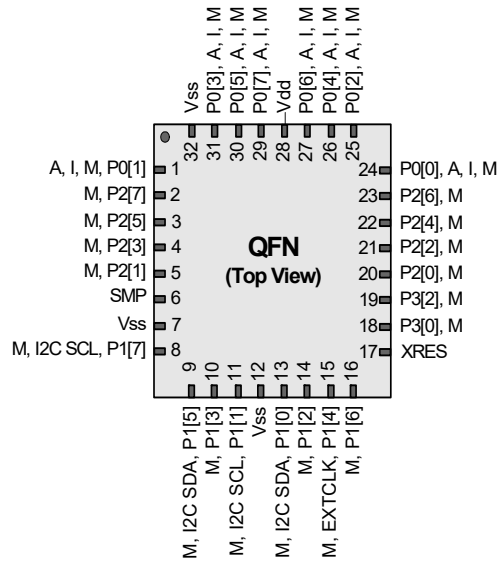 Vss
P0[3], A, I, M
P0[5], A, I, M
P0[7], A, I, M
Vdd
P0[6], A, I, M
P0[4], A, I, M
P0[2], A, I, M
32
31
30
29
28
27
26
25
A, I, M, P0[1] 1
M, P2[7] 2
M, P2[5] 3
M, P2[3] 4
M, P2[1] 5
SMP 6
Vss 7
M, I2C SCL, P1[7] 8
QFN
(Top View)
24 P0[0], A, I, M
23 P2[6], M
22 P2[4], M
21 P2[2], M
20 P2[0], M
19 P3[2], M
18 P3[0], M
17 XRES
9
10
11
12
13
14
15
16
M, I2C SDA, P1[5]
M, P1[3]
M, I2C SCL, P1[1]
Vss
M, I2C SDA, P1[0]
M, P1[2]
M, EXTCLK, P1[4]
M, P1[6]